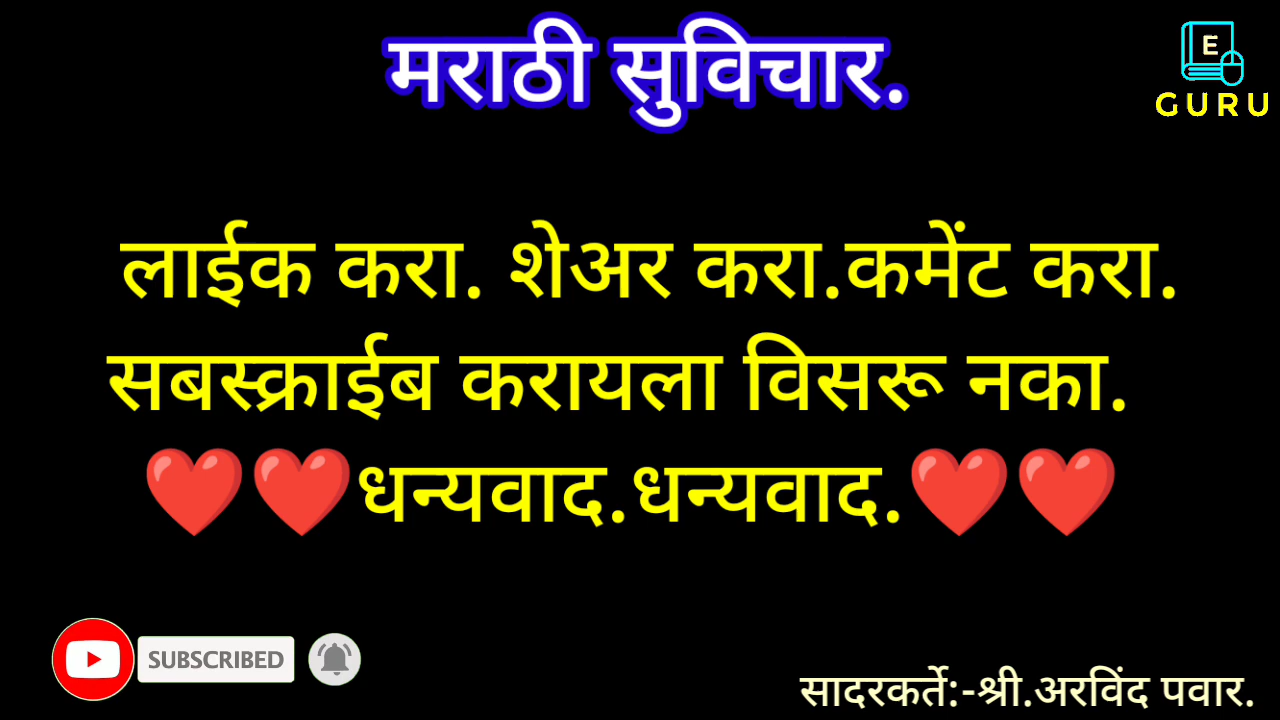 मराठी सुविचार.
E
GURU
लाईक करा. शेअर करा.कमेंट करा.
सबस्क्राईब करायला विसरू नका.
❤️❤️धन्यवाद.धन्यवाद.❤️❤️
SUBSCRIBED
सादरकर्ते:-श्री.अरविंद पवार.